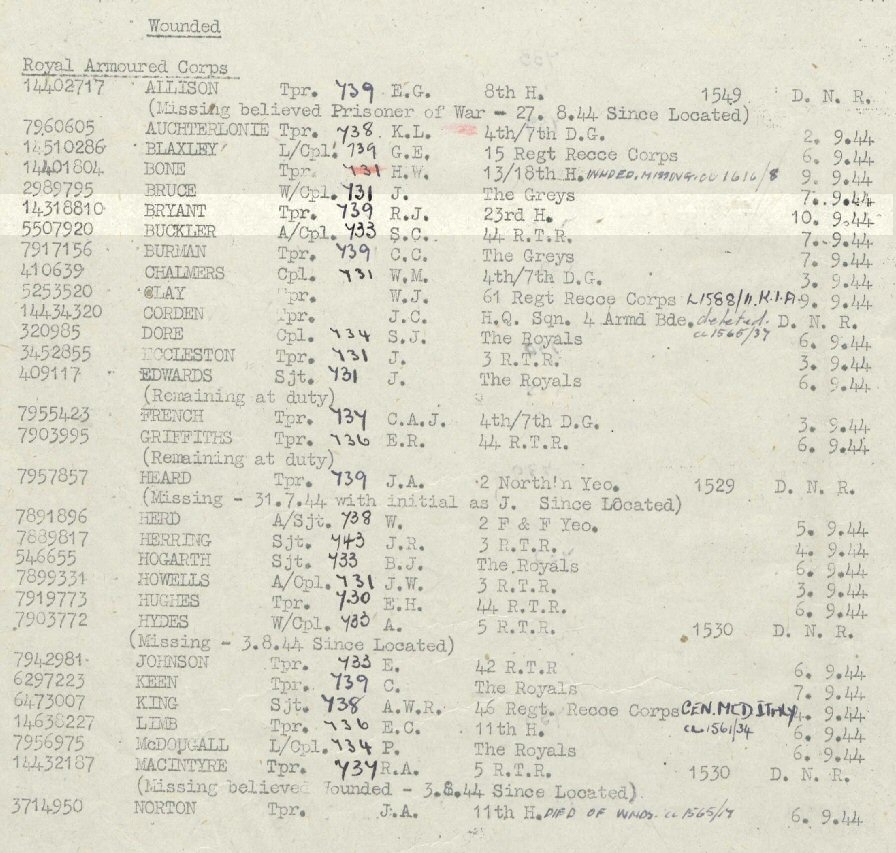 Wounded
Royal Armoured Corps
14402717 ALLISON Tpr. Y39 E.G. 8th H. 1549 D. N. R.
(Missing believed Prisoner of War - 27. 8.44 Since Located)
7960605 AUCHTERLONIE Tpr. Y38 K.L. 4th/7th D.G. 2. 9.44
14510286 BLAXLEY L/Cpl. Y39 G.E. 15 Regt Recce Corps 6. 9.44
14401804 BONE Tpr. Y31 H.W. 13/18th H. WNDED. MISSING. CL 1616/8 9. 9.44
2989795 BRUCE W/Cpl. Y31 J. The Greys 7. 9.44
14318810 BRYANT Tpr. Y39 R.J. 23rd H. 10. 9.44
5507920 BUCKLER A/Cpl. Y33 S.C. 44 R.T.R. 7. 9.44
7917156 BURMAN Tpr. Y39 C.C. The Greys 7. 9.44
410639 CHALMERS Cpl. Y31 W.M. 4th/7th D.G. 3. 9.44
5253520 CLAY Tpr. W.J. 61 Regt Recce Corps L1588/11. K.I.A. 9. 9.44
14434320 CORDEN Tpr. J.C. H.Q. Sqn. 4 Armd Bde. deleted. D. N. R.
320985 DORE Cpl. Y34 S.J. The Royals CL1565/37 6. 9.44
3452855 ECCLESTON Tpr. Y31 J. 3 R.T.R. 3. 9.44
409117 EDWARDS Sjt. Y31 J. The Royals 6. 9.44
(Remaining at duty)
7955423 FRENCH Tpr. Y34 C.A.J. 4th/7th D.G. 3. 9.44
7903995 GRIFFITHS Tpr. Y36 E.R. 44 R.T.R. 6. 9.44
(Remaining at duty)
7957857 HEARD Tpr. Y39 J.A. 2 North'n Yeo. 1529 D. N. R.
(Missing - 31.7.44 with initial as J. Since L0cated)
7891896 HERD A/Sjt. Y38 W. 2 F & F Yeo. 5. 9.44
7889817 HERRING Sjt. Y43 J.R. 3 R.T.R. 4. 9.44
546655 HOGARTH Sjt. Y33 B.J. The Royals 6. 9.44
7899331 HOWELLS A/Cpl. Y31 J.W. 3 R.T.R. 3. 9.44
7919773 HUGHES Tpr. Y30 E.H. 44 R.T.R. 6. 9.44
7903772 HYDES W/Cpl. Y33 A. 5 R.T.R. 1530 D. N. R.
(Missing - 3.8.44 Since Located)
7942981 JOHNSON Tpr. Y33 E. 42 R.T.R 6. 9.44
6297223 KEEN Tpr. Y39 C. The Royals 7. 9.44
6473007 KING Sjt. Y38 A.W.R. 46 Regt. Recce Corps CEN. MED ITALY 4. 9.44
14638227 LIMB Tpr. Y36 E.C. 11th H. CL1561/34 6. 9.44
7956975 McDOUGALL L/Cpl. Y34 P. The Royals 6. 9.44
14432187 MACINTYRE Tpr. Y34 R.A. 5 R.T.R. 1530 D. N. R.
(Missing believed Wounded - 3.8.44 Since Located)
3714950 NORTON Tpr. J.A. 11th H. DIED OF WNDS. CL 1565/17 6. 9.44